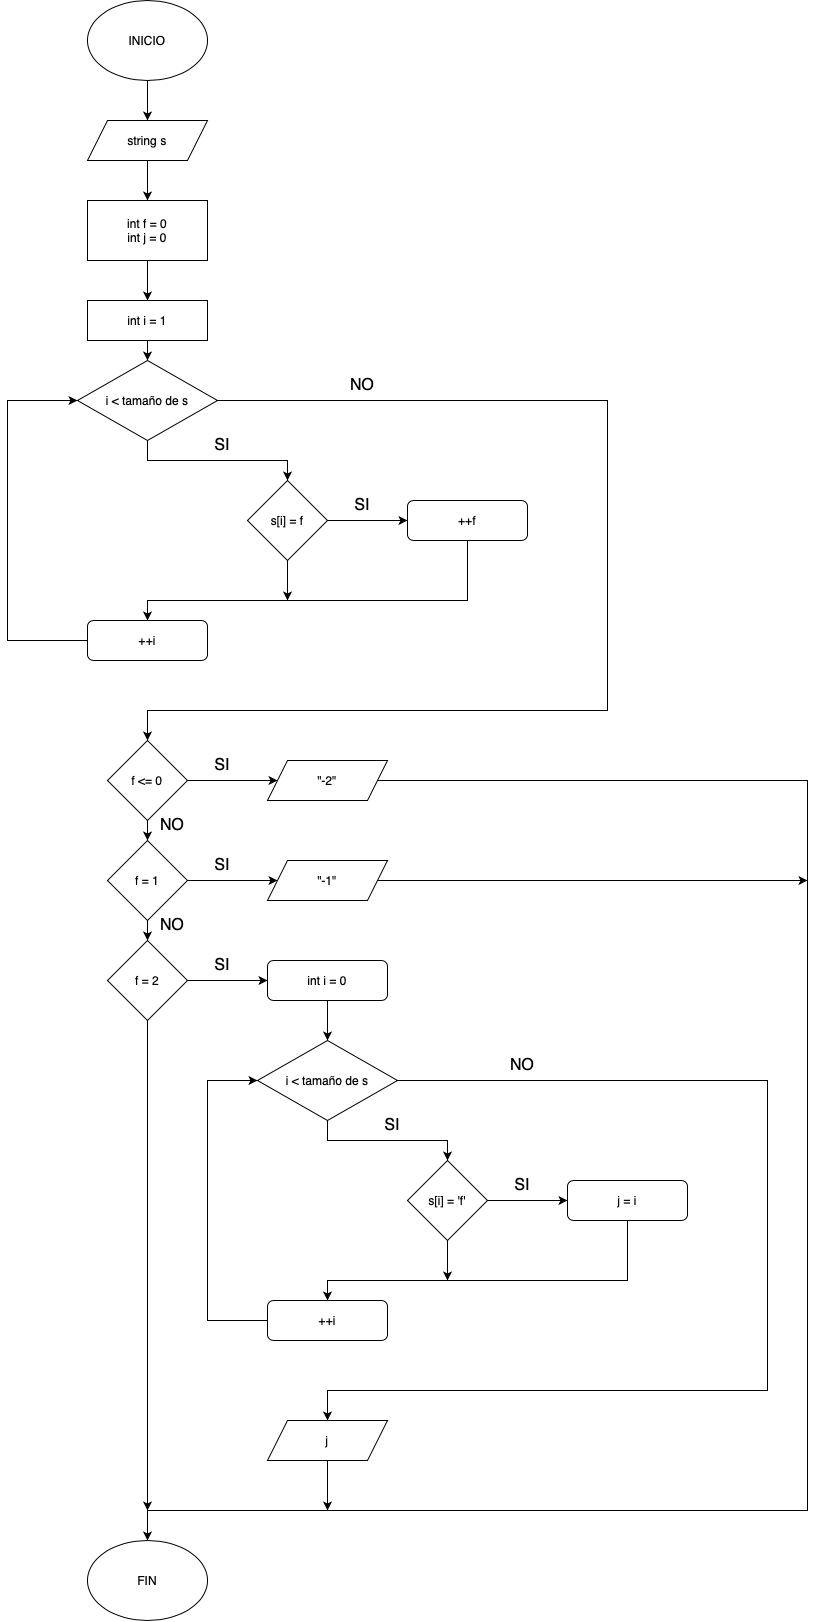 INICIO
string s
int f = 0
int j = 0
int i = 1
i < tamaño de s
NO
SI
s[i] = f
SI
++f
++i
f <= 0
SI
"-2"
NO
f = 1
SI
"-1"
NO
f = 2
SI
int i = 0
i < tamaño de s
NO
SI
s[i] = 'f'
SI
j = i
++i
j
FIN